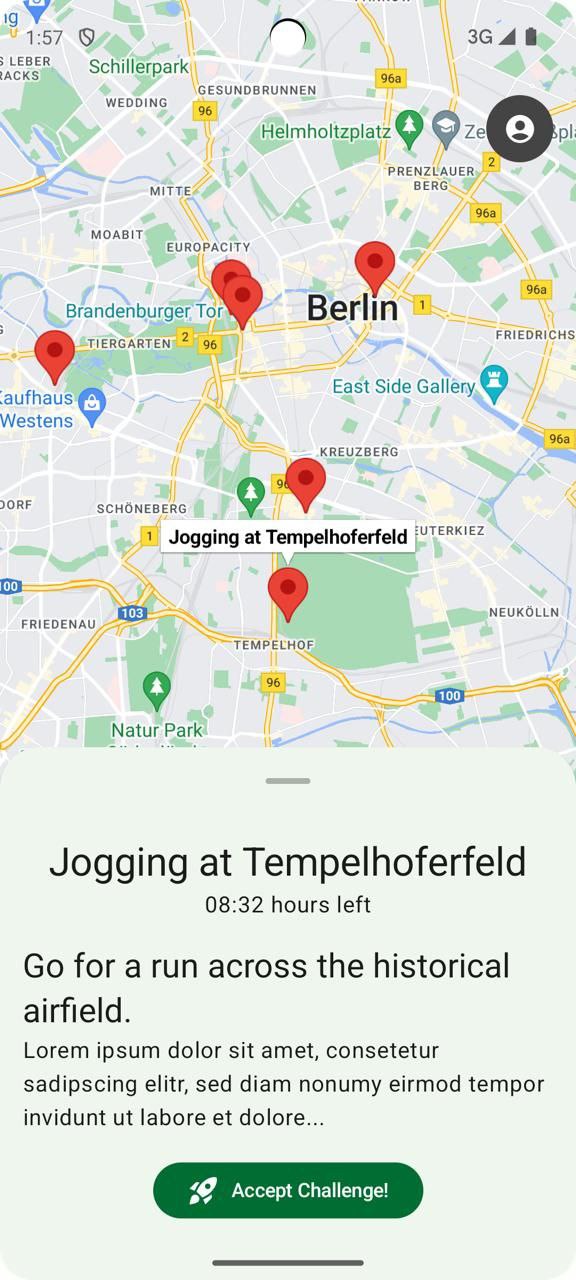 ig
1:57
3G
S LEBER
RACKS
Schillerpark
96a
GESUNDBRUNNEN
WEDDING
96
Helmholtzplatz
2
PRENZLAUER
BERG
MITTE
96a
MOABIT
EUROPACITY
96a
Brandenburger Tor
Berlin
1
TIERGARTEN
2
96
FRIEDRICHS
Kaufhaus
Westens
East Side Gallery
96a
KREUZBERG
96
DORF
SCHÖNEBERG
1
Jogging at Tempelhoferfeld
EUTERKIEZ
100
103
FRIEDENAU
NEUKÖLLN
TEMPELHOF
96
100
Natur Park
Jogging at Tempelhoferfeld
08:32 hours left
Go for a run across the historical
airfield.
Lorem ipsum dolor sit amet, consetetur
sadipscing elitr, sed diam nonumy eirmod tempor
invidunt ut labore et dolore...
Accept Challenge!